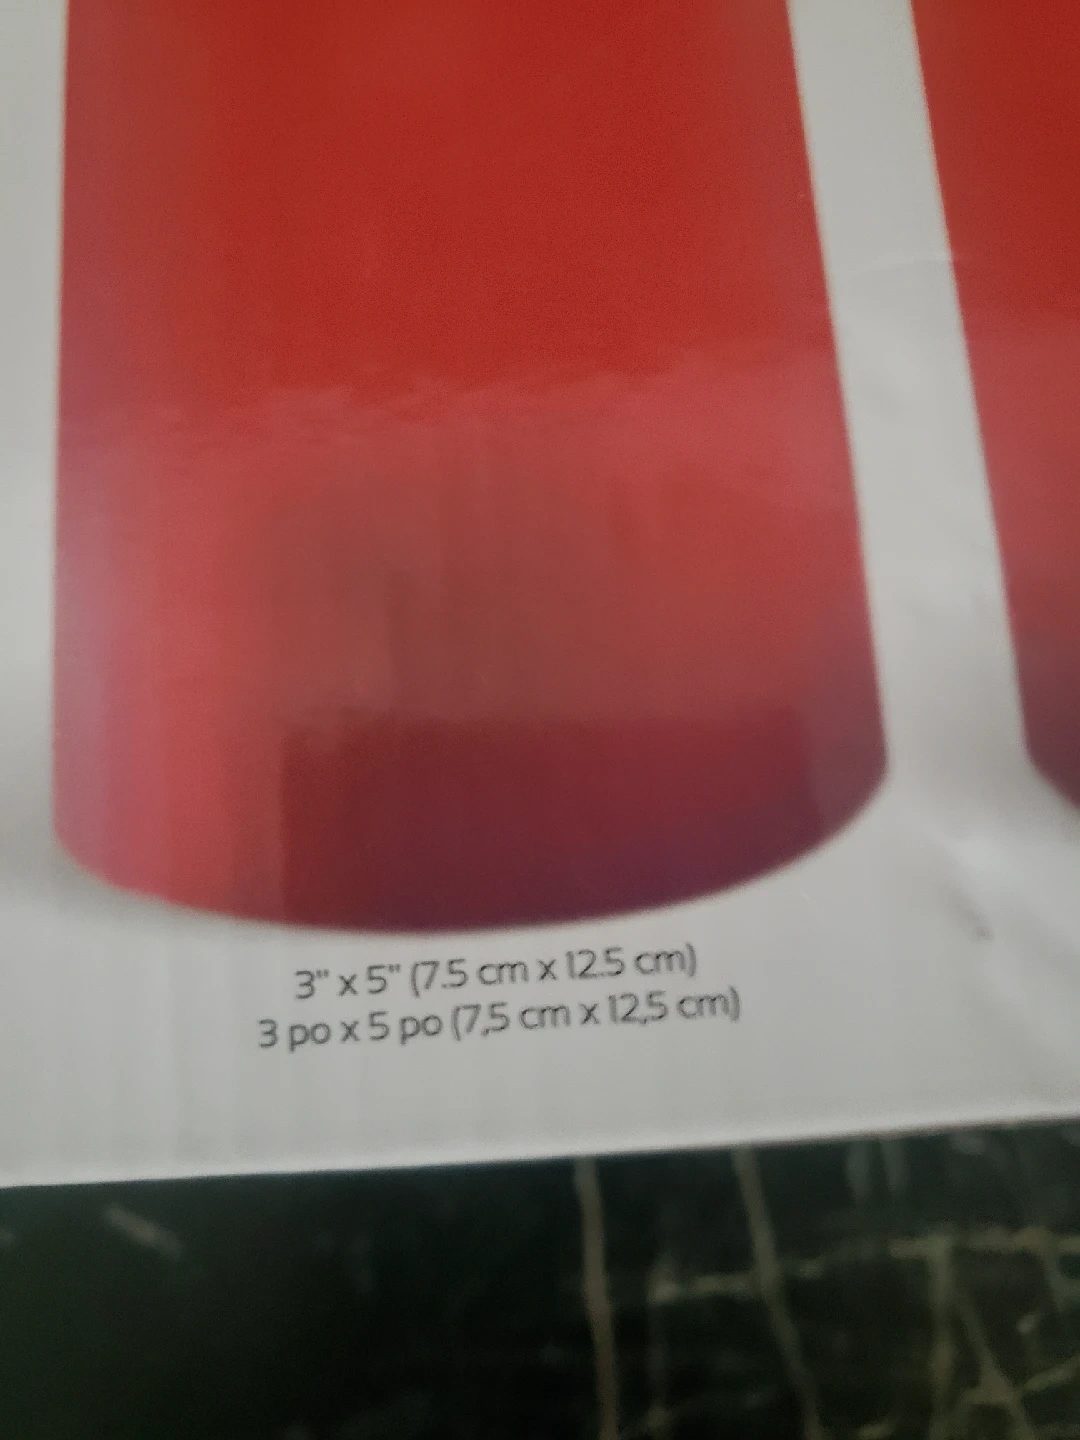 3" x 5" (7.5 cm x 12.5 cm)
3 po x 5 po (7,5 cm x 12,5 cm)